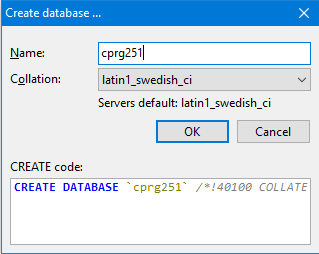 Create database ...
Name: cprg251
Collation: latin1_swedish_ci
Servers default: latin1_swedish_ci
OK Cancel
CREATE code:
CREATE DATABASE `cprg251` /*!40100 COLLATE